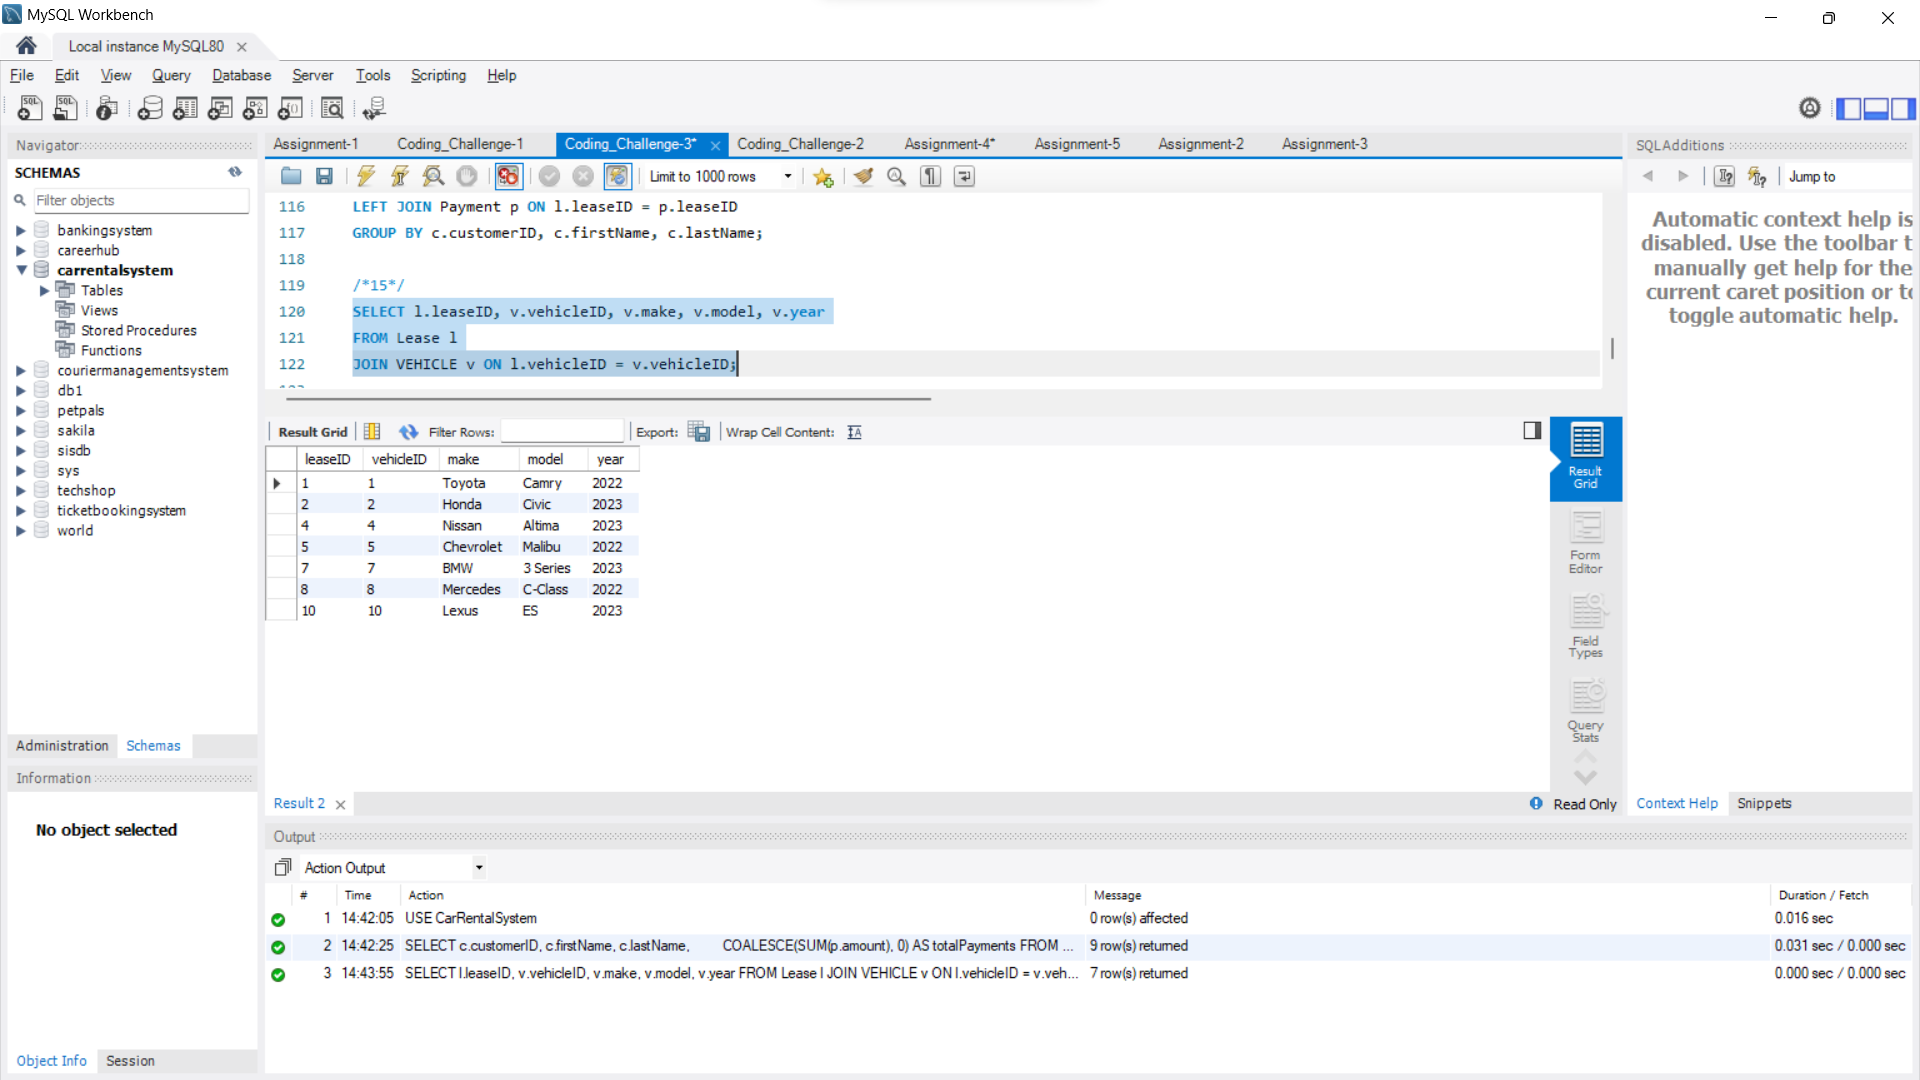 MySQL Workbench
Local instance MySQL80
File Edit View Query Database Server Tools Scripting Help
Navigator
SCHEMAS
Filter objects
bankingsystem
careerhub
carrentalsystem
Tables
Views
Stored Procedures
Functions
couriermanagementsystem
db1
petpals
sakila
sisdb
sys
techshop
ticketbookingsystem
world
Administration Schemas
Information
No object selected
Object Info Session
Assignment-1 Coding_Challenge-1 Coding_Challenge-3* Coding_Challenge-2 Assignment-4* Assignment-5 Assignment-2 Assignment-3
Limit to 1000 rows
116 LEFT JOIN Payment p ON l.leaseID = p.leaseID
117 GROUP BY c.customerID, c.firstName, c.lastName;
118
119 /*15*/
120 SELECT l.leaseID, v.vehicleID, v.make, v.model, v.year
121 FROM Lease l
122 JOIN VEHICLE v ON l.vehicleID = v.vehicleID;
Result Grid Filter Rows: Export: Wrap Cell Content:
leaseID vehicleID make model year
1 1 Toyota Camry 2022
2 2 Honda Civic 2023
4 4 Nissan Altima 2023
5 5 Chevrolet Malibu 2022
7 7 BMW 3 Series 2023
8 8 Mercedes C-Class 2022
10 10 Lexus ES 2023
Result
Grid
Form
Editor
Field
Types
Query
Stats
Result 2
Read Only
SQLAdditions
Jump to
Automatic context help is
disabled. Use the toolbar t
manually get help for the
current caret position or to
toggle automatic help.
Context Help Snippets
Output
Action Output
# Time Action Message Duration / Fetch
1 14:42:05 USE CarRentalSystem 0 row(s) affected 0.016 sec
2 14:42:25 SELECT c.customerID, c.firstName, c.lastName, COALESCE(SUM(p.amount), 0) AS totalPayments FROM ... 9 row(s) returned 0.031 sec / 0.000 sec
3 14:43:55 SELECT l.leaseID, v.vehicleID, v.make, v.model, v.year FROM Lease l JOIN VEHICLE v ON l.vehicleID = v.veh... 7 row(s) returned 0.000 sec / 0.000 sec